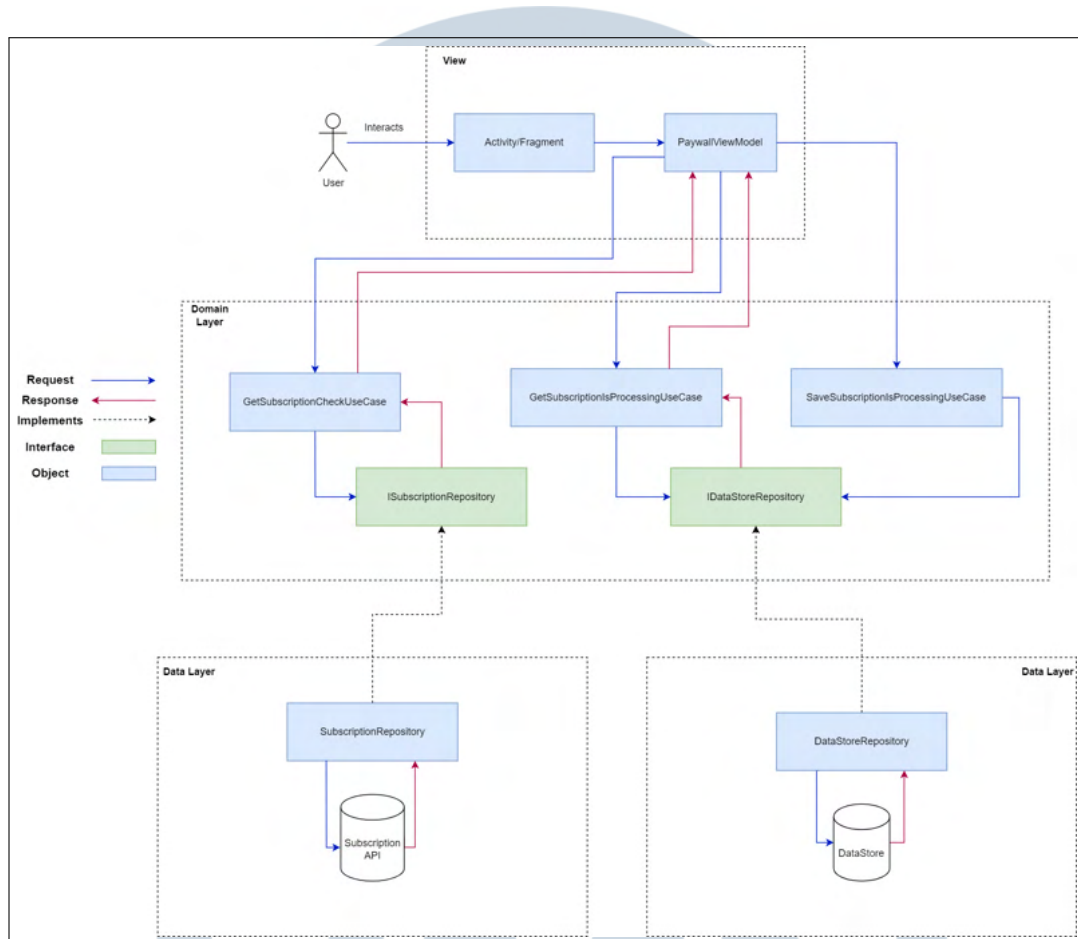 View
Interacts
Activity/Fragment
PaywallViewModel
User
Domain
Layer
Request
Response
Implements
Interface
Object
GetSubscriptionCheckUseCase
GetSubscriptionIsProcessingUseCase
SaveSubscriptionIsProcessingUseCase
ISubscriptionRepository
IDataStoreRepository
Data Layer
Data Layer
SubscriptionRepository
DataStoreRepository
Subscription
API
DataStore